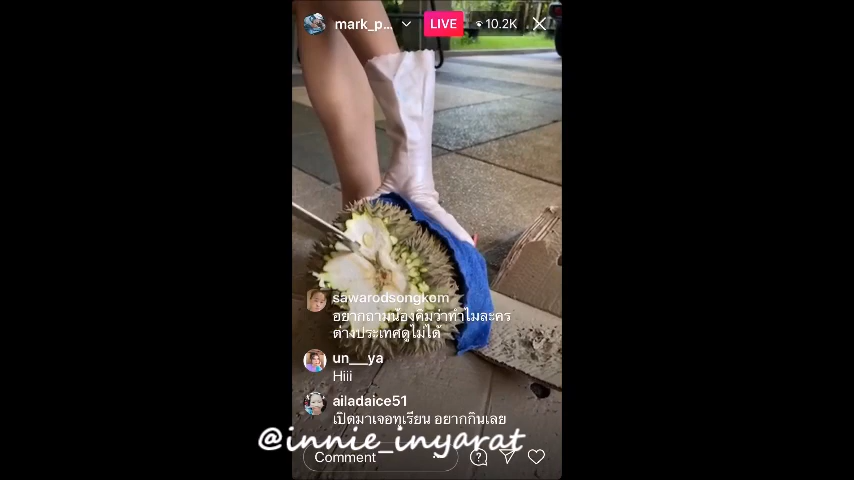 mark_p...
LIVE
10.2K
sawarodsongkom
อยากถามน้องคิมว่าทำไมละคร
ต่างประเทศดูไม่ได้
un___ya
Hiii
ailadaice51
เปิดมาเจอทุเรียน อยากกินเลย
@innie_inyarat
Comment